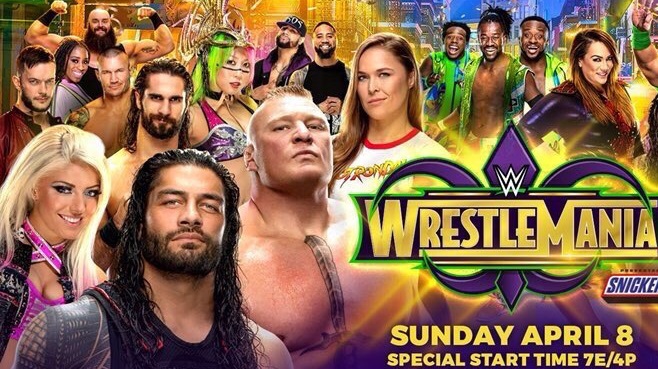 W
WRESTLEMANIA
SNICKERS
SUNDAY APRIL 8
SPECIAL START TIME 7E/4P